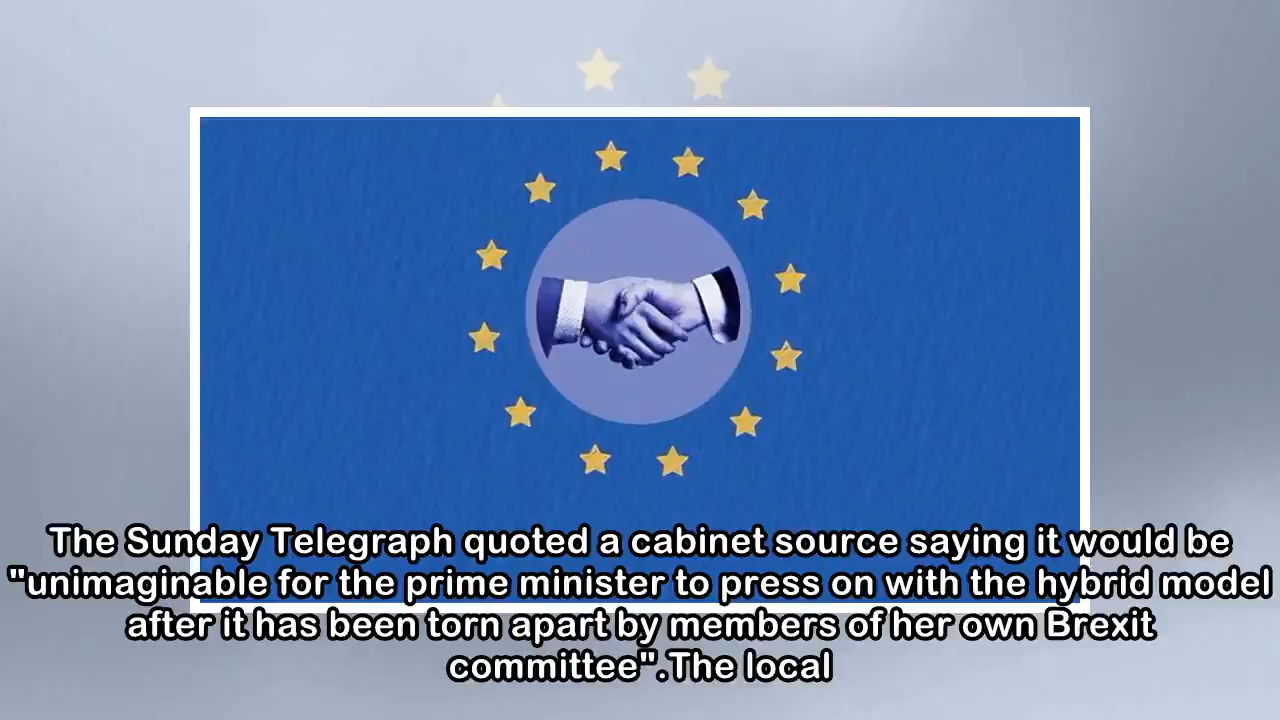 The Sunday Telegraph quoted a cabinet source saying it would be
"unimaginable for the prime minister to press on with the hybrid model
after it has been torn apart by members of her own Brexit
committee".The local